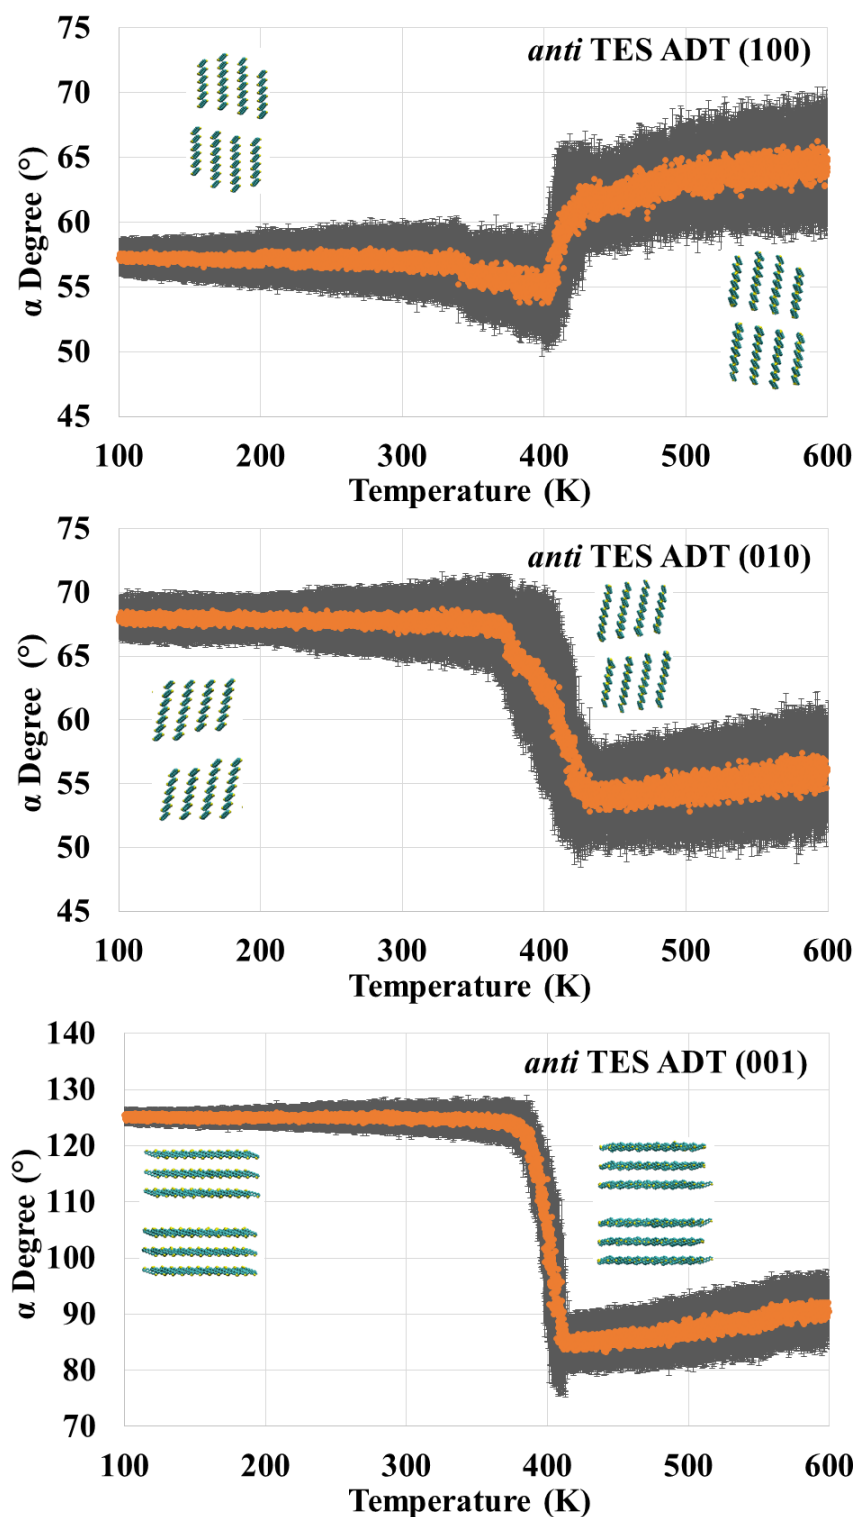 anti TES ADT (100)
α Degree (°)
75
70
65
60
55
50
45
100 200 300 400 500 600
Temperature (K)
anti TES ADT (010)
α Degree (°)
75
70
65
60
55
50
45
100 200 300 400 500 600
Temperature (K)
anti TES ADT (001)
α Degree (°)
140
130
120
110
100
90
80
70
100 200 300 400 500 600
Temperature (K)